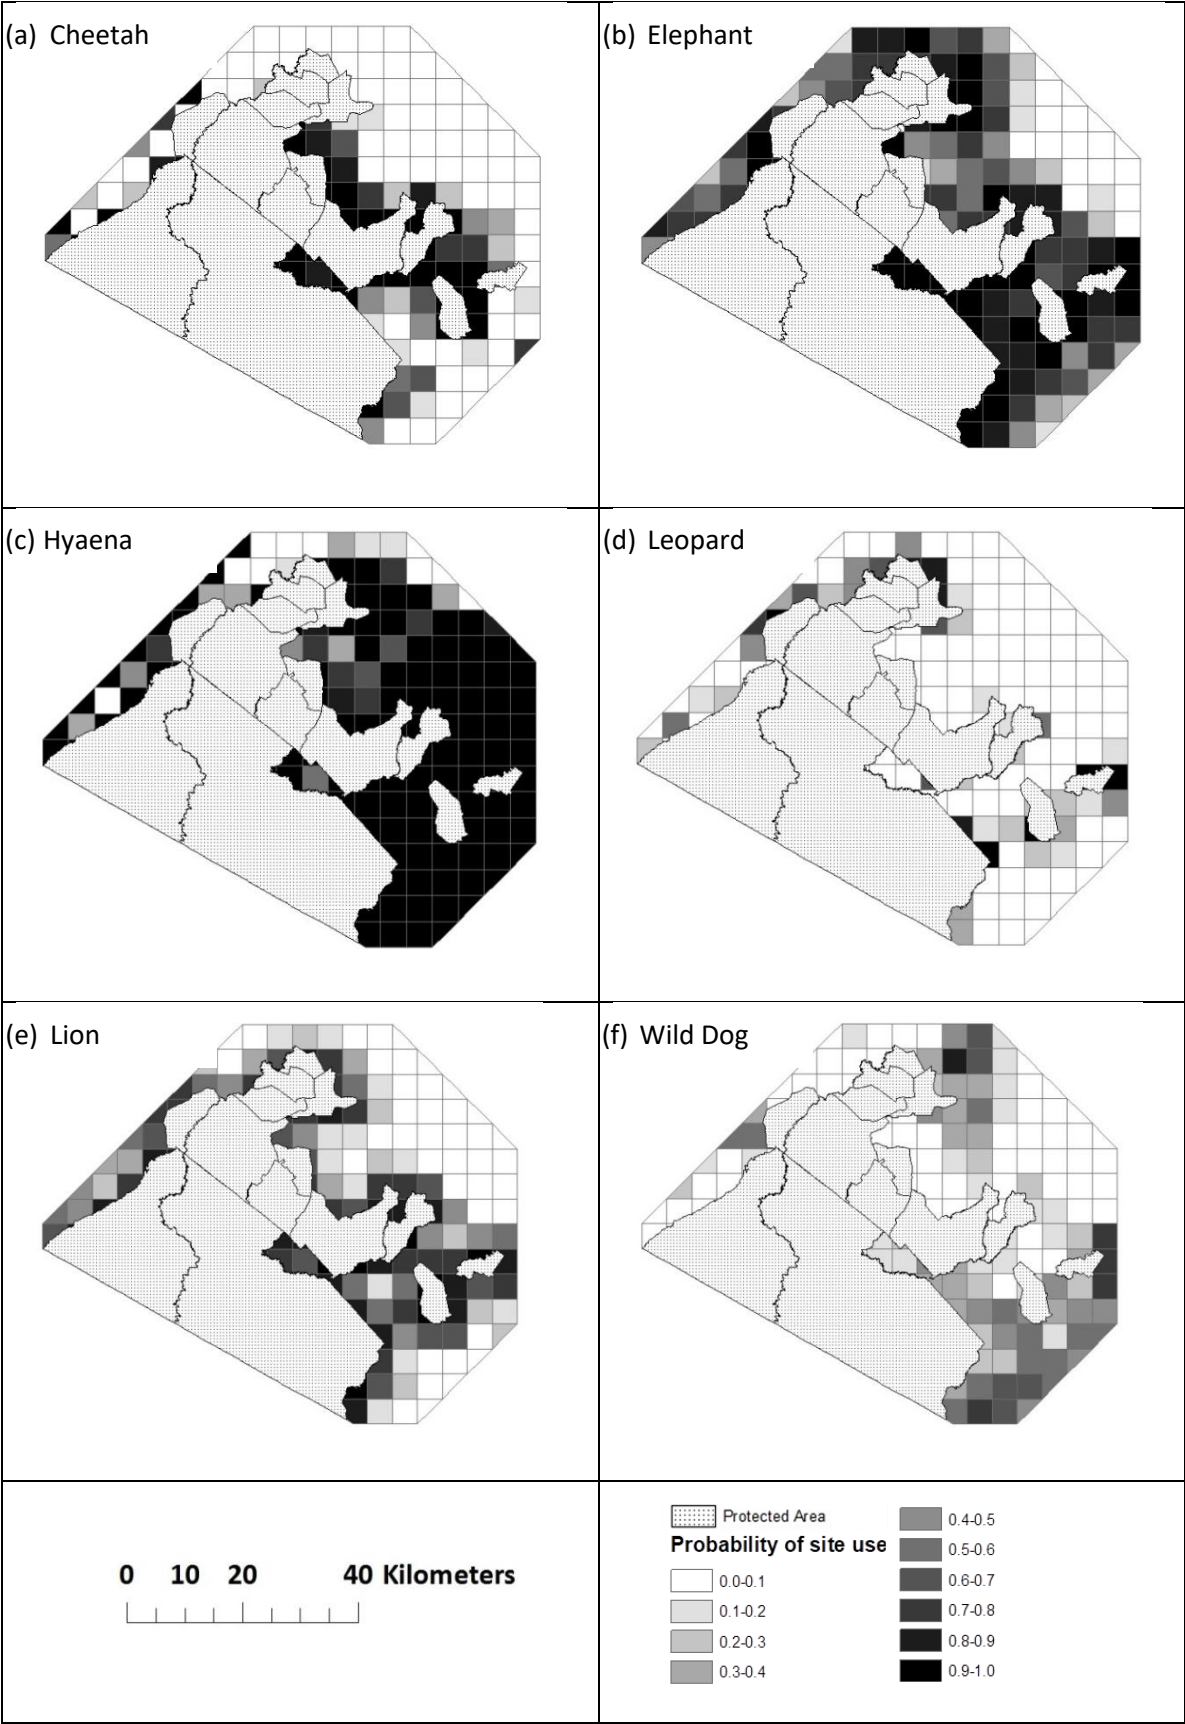 (a) Cheetah
(b) Elephant
(c) Hyaena
(d) Leopard
(e) Lion
(f) Wild Dog
0 10 20 40 Kilometers
Protected Area
Probability of site use
0.0-0.1
0.1-0.2
0.2-0.3
0.3-0.4
0.4-0.5
0.5-0.6
0.6-0.7
0.7-0.8
0.8-0.9
0.9-1.0